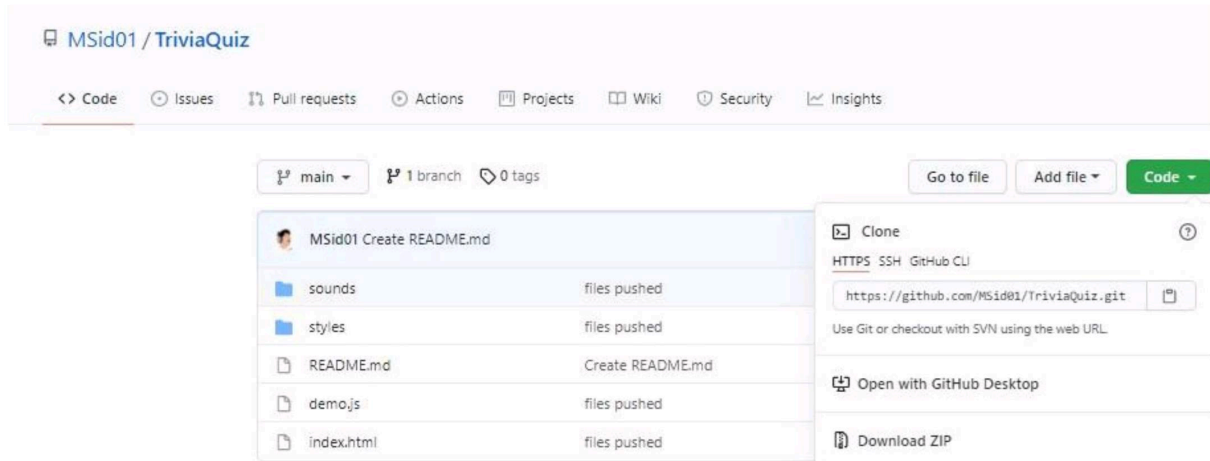 MSid01 / TriviaQuiz
Code Issues Pull requests Actions Projects Wiki Security Insights
main 1 branch 0 tags Go to file Add file Code
MSid01 Create README.md
sounds files pushed
styles files pushed
README.md Create README.md
demo.js files pushed
index.html files pushed
Clone
HTTPS SSH GitHub CLI
https://github.com/MSid01/TriviaQuiz.git
Use Git or checkout with SVN using the web URL.
Open with GitHub Desktop
Download ZIP